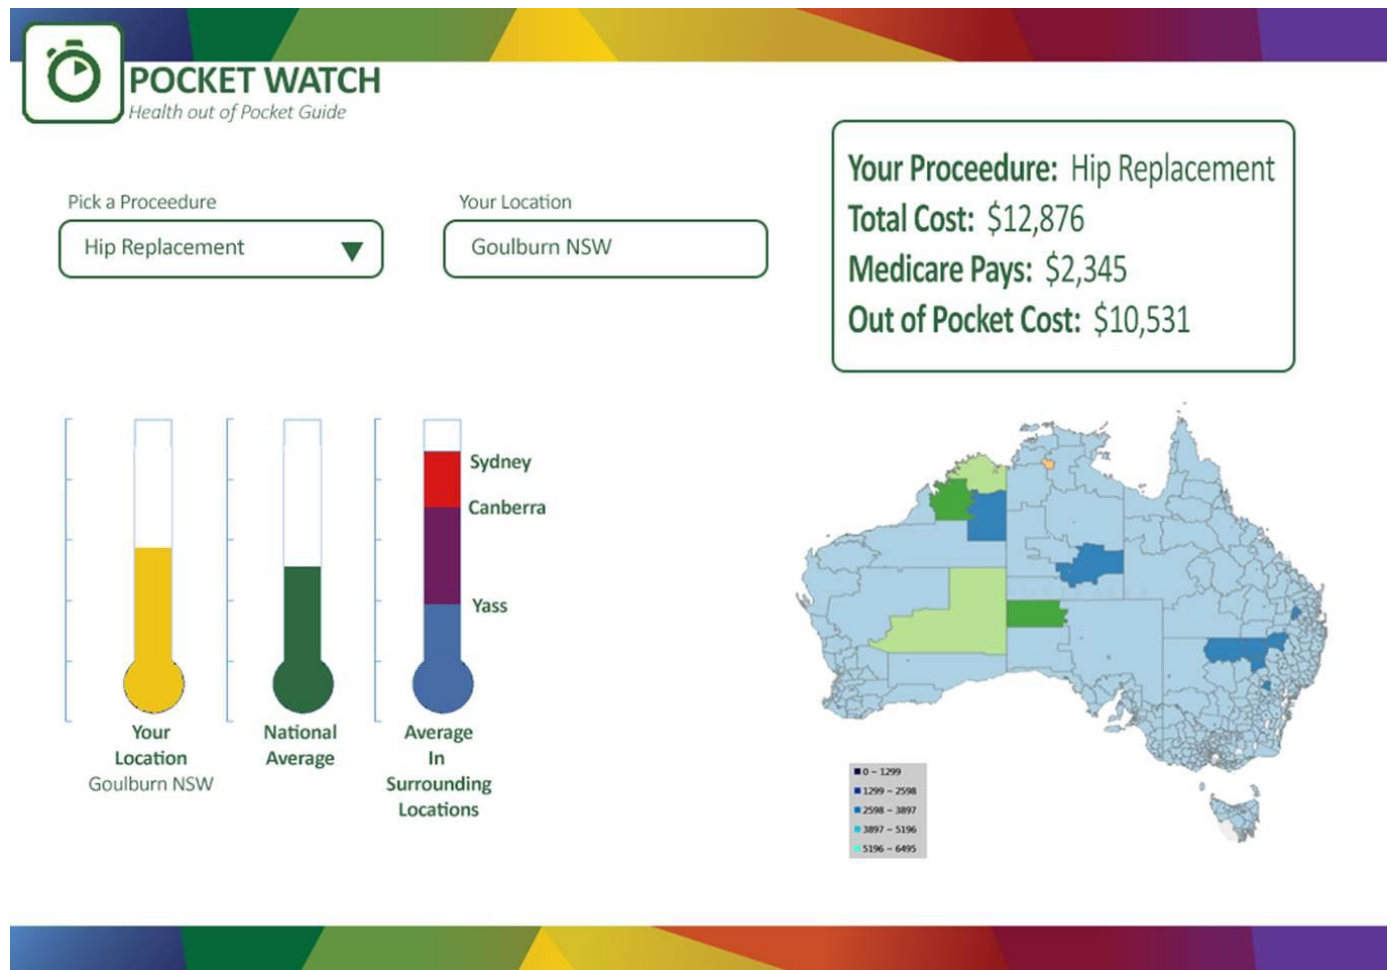 POCKET WATCH
Health out of Pocket Guide
Pick a Proceedure
Hip Replacement
Your Location
Goulburn NSW
Your Proceedure: Hip Replacement
Total Cost: $12,876
Medicare Pays: $2,345
Out of Pocket Cost: $10,531
Sydney
Canberra
Yass
Your
Location
Goulburn NSW
National
Average
Average
In
Surrounding
Locations
0 – 1299
1299 – 2598
2598 – 3897
3897 – 5196
5196 – 6495